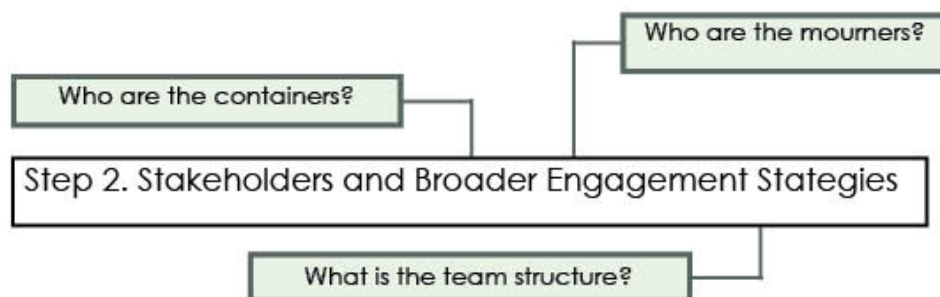 Who are the mourners?
Who are the containers?
Step 2. Stakeholders and Broader Engagement Stategies
What is the team structure?